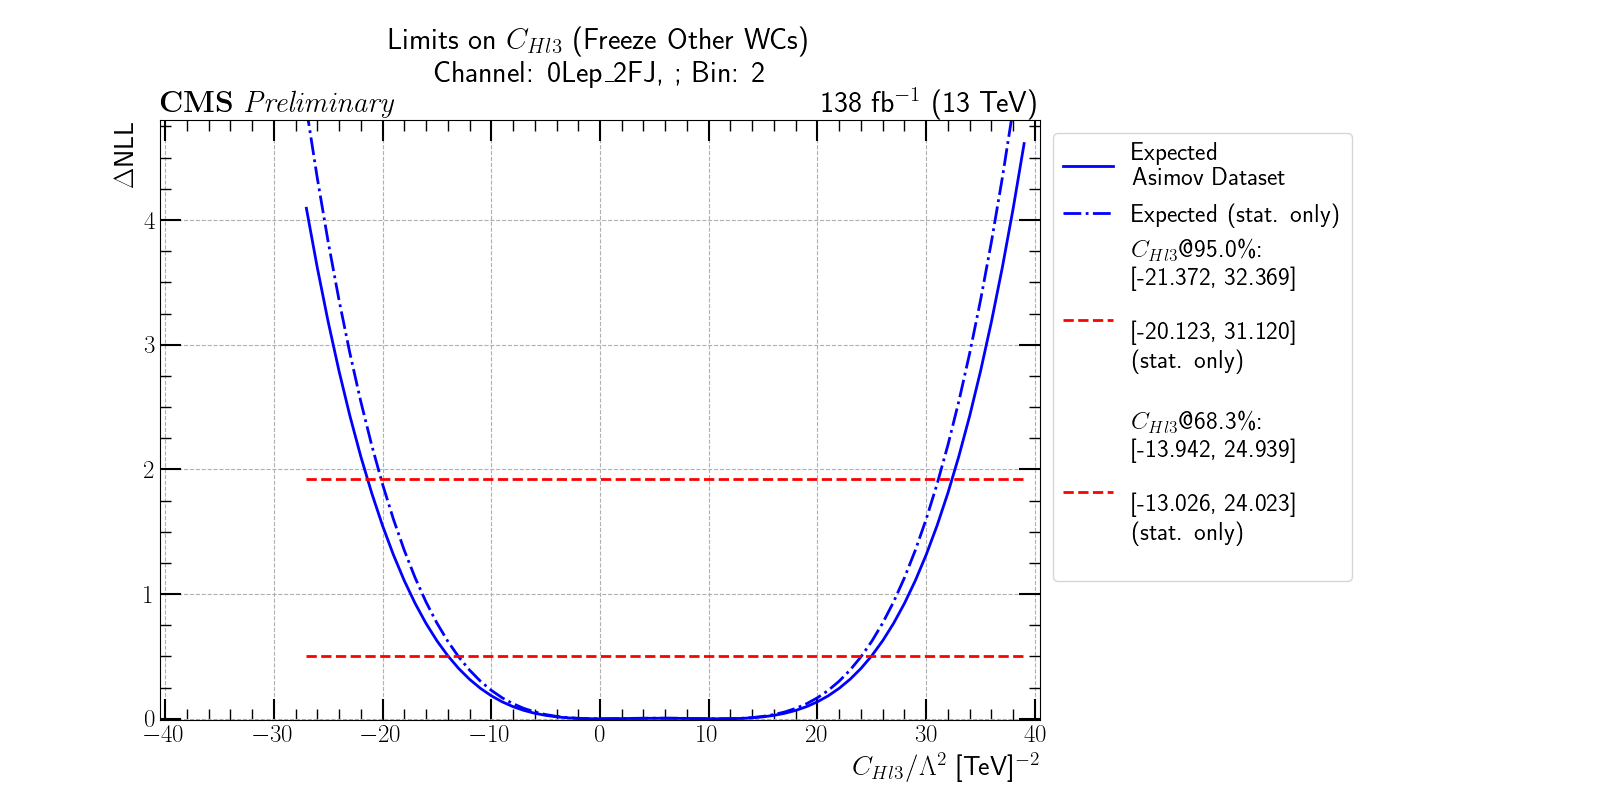 Limits on C_{Hl3} (Freeze Other WCs)
Channel: 0Lep_2FJ, ; Bin: 2
CMS Preliminary 138 fb⁻¹ (13 TeV)
ΔNLL
4
3
2
1
0
−40 −30 −20 −10 0 10 20 30 40
C_{Hl3}/Λ² [TeV]⁻²
Expected
Asimov Dataset
Expected (stat. only)
C_{Hl3}@95.0%:
[-21.372, 32.369]
[-20.123, 31.120]
(stat. only)
C_{Hl3}@68.3%:
[-13.942, 24.939]
[-13.026, 24.023]
(stat. only)